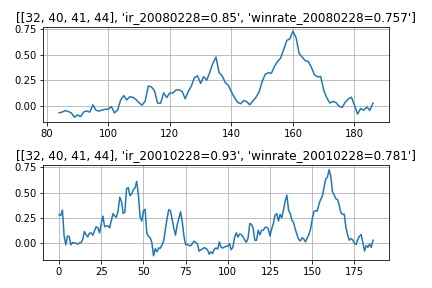 [[32, 40, 41, 44], 'ir_20080228=0.85', 'winrate_20080228=0.757']
0.75
0.50
0.25
0.00
80 100 120 140 160 180
[[32, 40, 41, 44], 'ir_20010228=0.93', 'winrate_20010228=0.781']
0.75
0.50
0.25
0.00
0 25 50 75 100 125 150 175